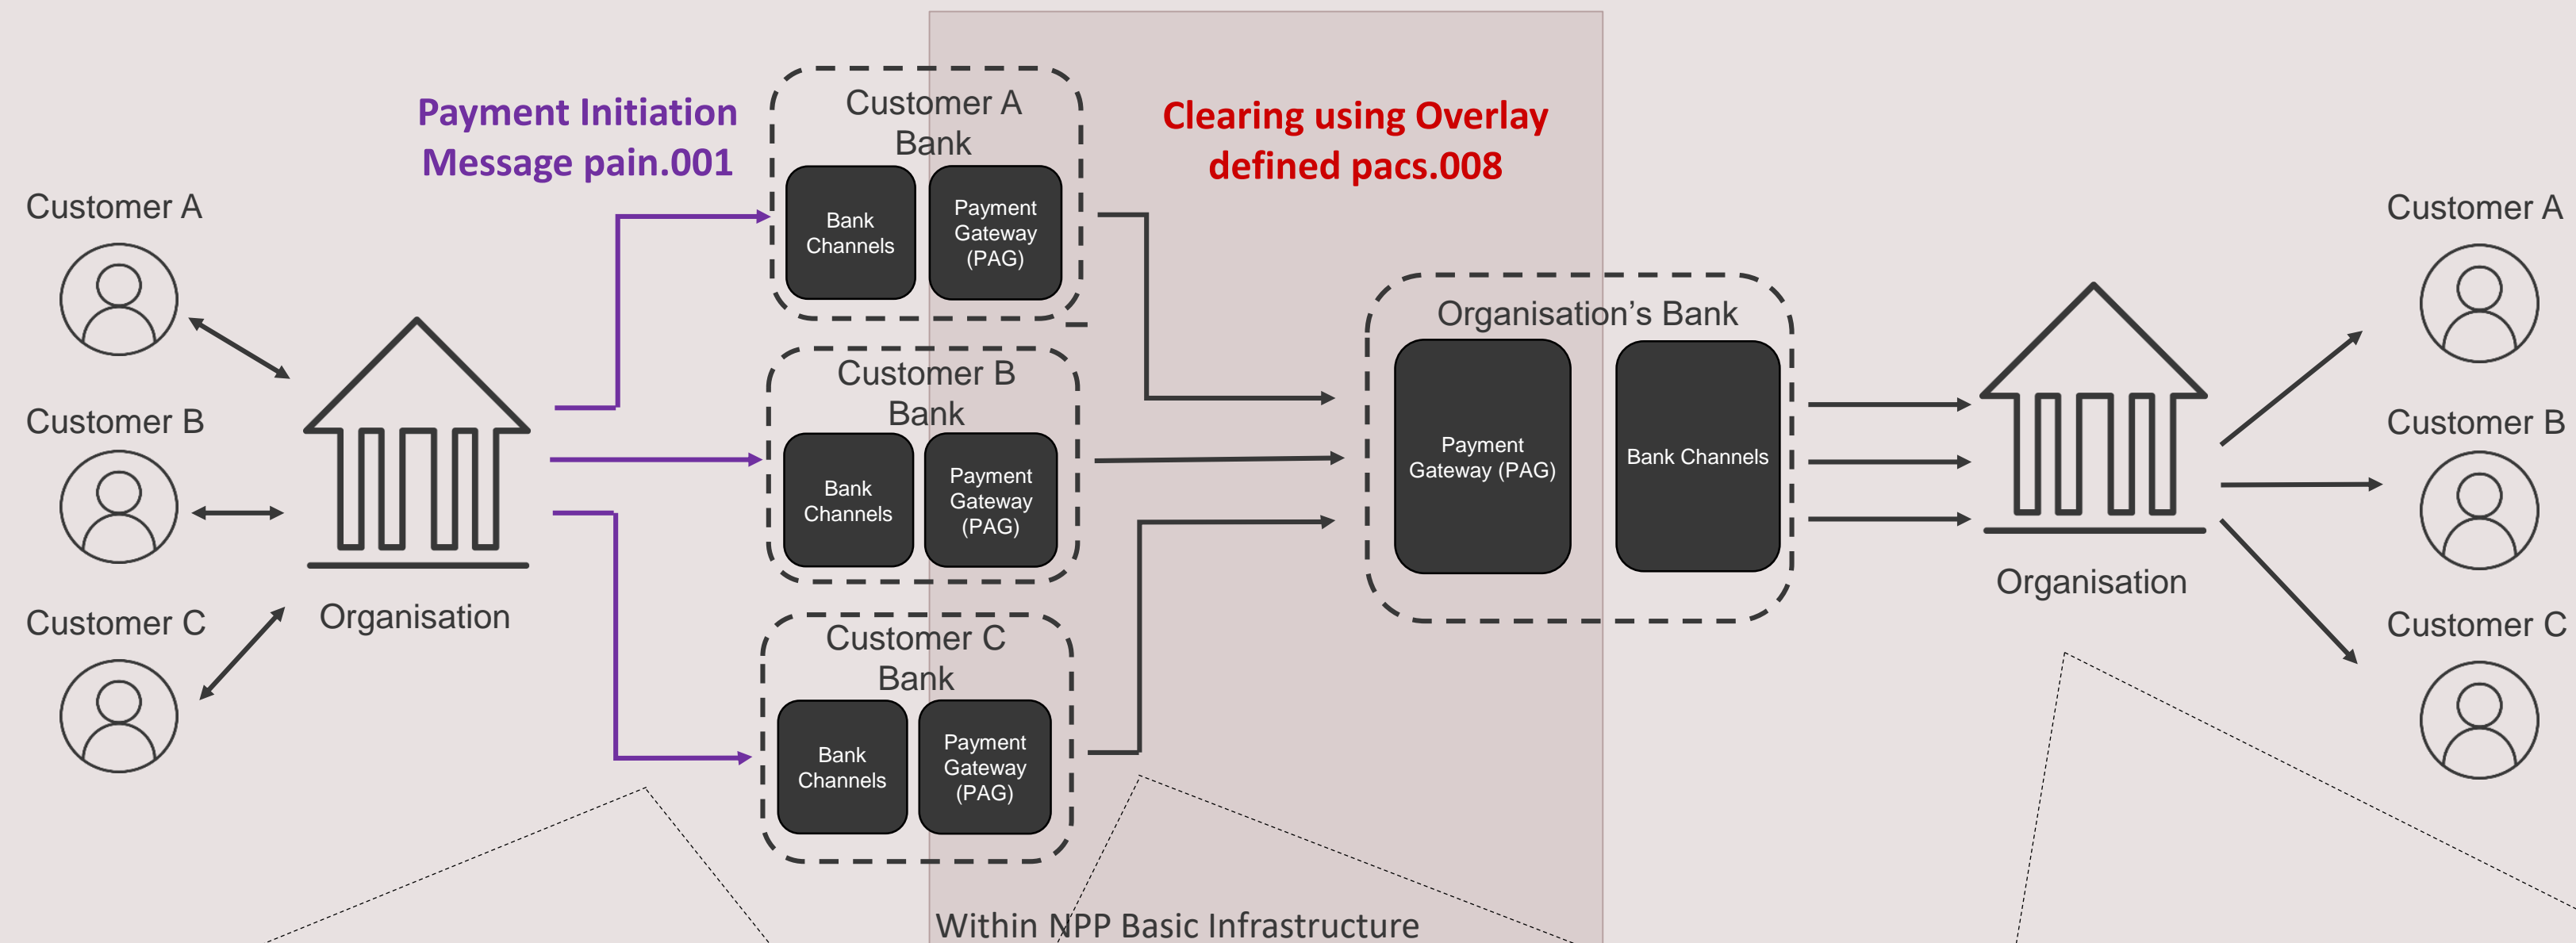 Payment Initiation
Message pain.001
Clearing using Overlay
defined pacs.008
Customer A
Customer B
Customer C
Organisation
Customer A
Bank
Bank
Channels
Payment
Gateway
(PAG)
Customer B
Bank
Bank
Channels
Payment
Gateway
(PAG)
Customer C
Bank
Bank
Channels
Payment
Gateway
(PAG)
Organisation’s Bank
Payment
Gateway (PAG)
Bank Channels
Organisation
Customer A
Customer B
Customer C
Within NPP Basic Infrastructure